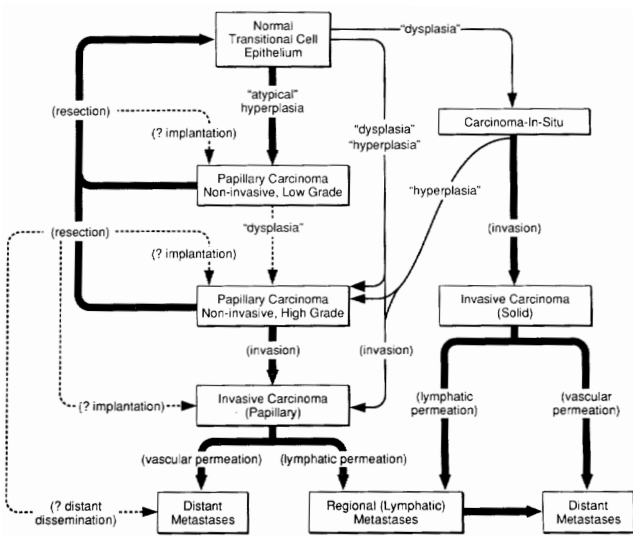 Normal
Transitional Cell
Epithelium
"dysplasia"
"atypical"
hyperplasia
(resection)
(? implantation)
"dysplasia"
"hyperplasia"
Carcinoma-In-Situ
Papillary Carcinoma
Non-invasive, Low Grade
"hyperplasia"
(resection)
"dysplasia"
(invasion)
(? implantation)
Papillary Carcinoma
Non-invasive, High Grade
Invasive Carcinoma
(Solid)
(invasion)
(invasion)
(? implantation)
Invasive Carcinoma
(Papillary)
(lymphatic
permeation)
(vascular
permeation)
(vascular permeation)
(lymphatic permeation)
(? distant
dissemination)
Distant
Metastases
Regional (Lymphatic)
Metastases
Distant
Metastases